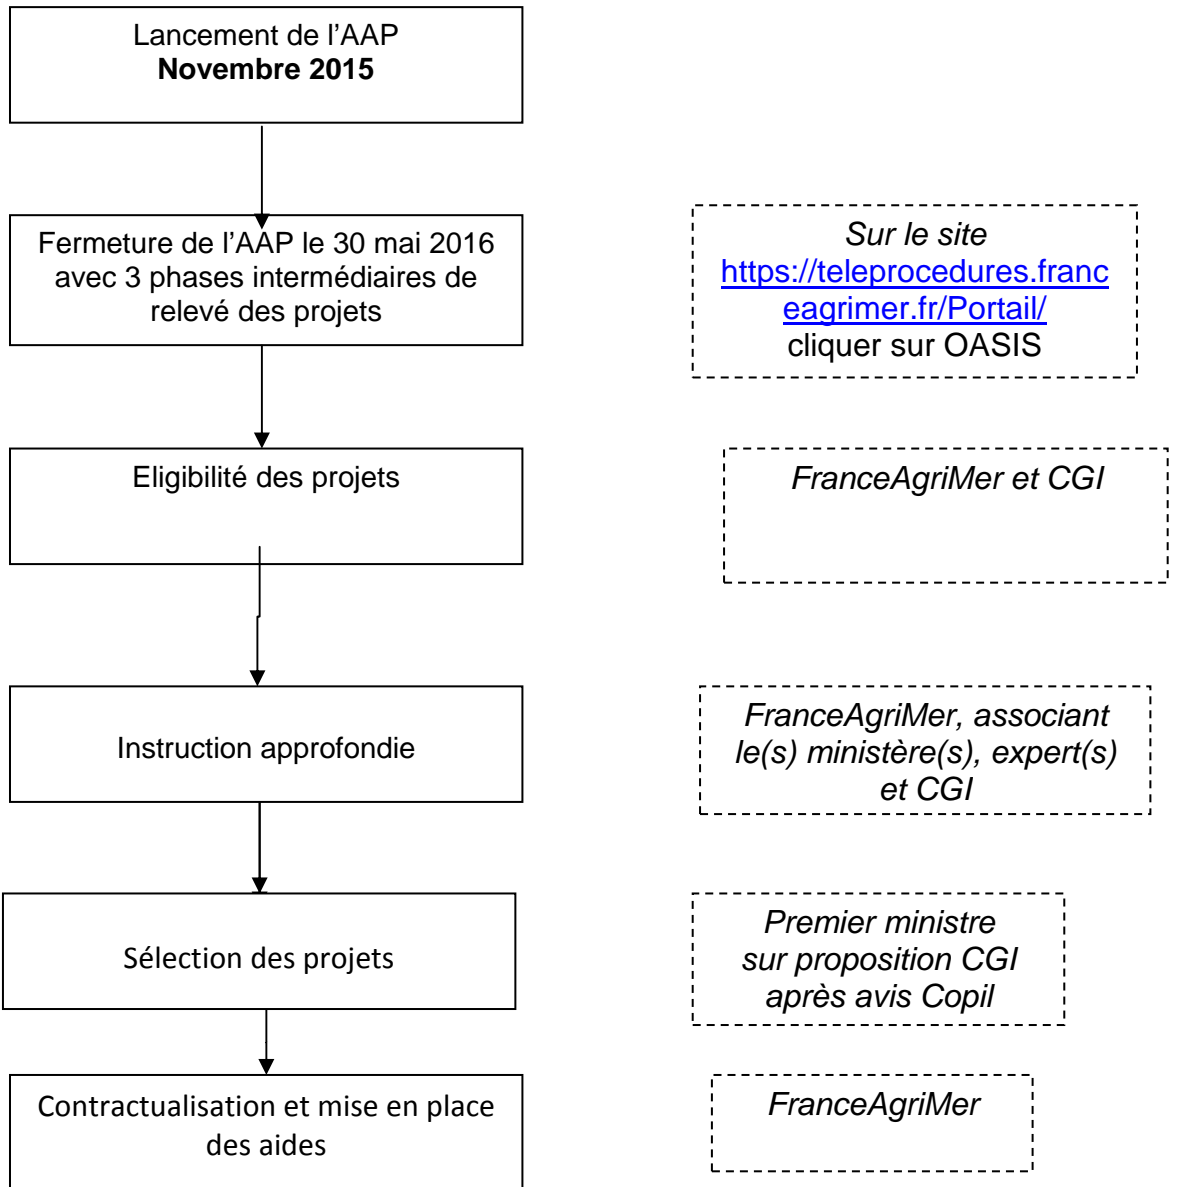 Lancement de l'AAP
Novembre 2015
Fermeture de l'AAP le 30 mai 2016
avec 3 phases intermédiaires de
relevé des projets
Sur le site
https://teleprocedures.franc
eagrimer.fr/Portail/
cliquer sur OASIS
Eligibilité des projets
FranceAgriMer et CGI
Instruction approfondie
FranceAgriMer, associant
le(s) ministère(s), expert(s)
et CGI
Sélection des projets
Premier ministre
sur proposition CGI
après avis Copil
Contractualisation et mise en place
des aides
FranceAgriMer